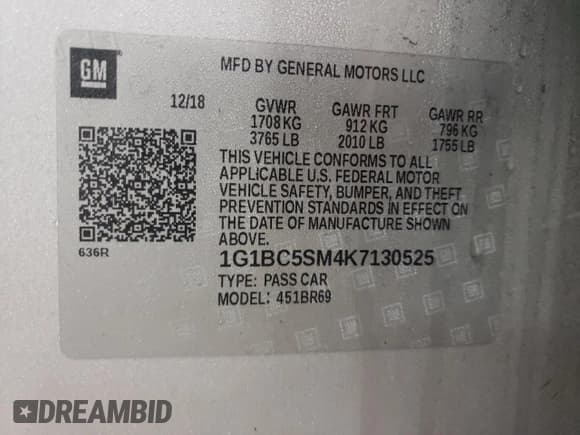 GM
MFD BY GENERAL MOTORS LLC
12/18 GVWR GAWR FRT GAWR RR
1708 KG 912 KG 796 KG
3765 LB 2010 LB 1755 LB
THIS VEHICLE CONFORMS TO ALL
APPLICABLE U.S. FEDERAL MOTOR
VEHICLE SAFETY, BUMPER, AND THEFT
PREVENTION STANDARDS IN EFFECT ON
THE DATE OF MANUFACTURE SHOWN
ABOVE.
636R
1G1BC5SM4K7130525
TYPE: PASS CAR
MODEL: 451BR69
DREAMBID